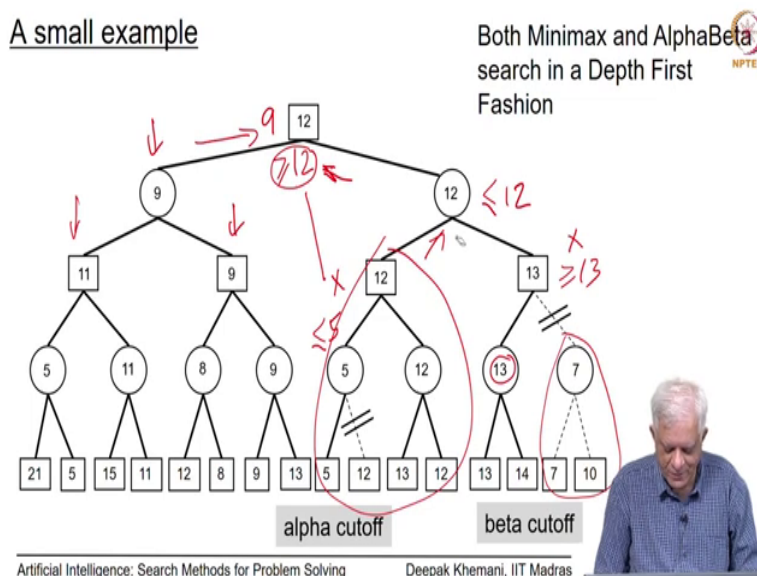 A small example
Both Minimax and AlphaBeta
search in a Depth First
Fashion
NPTE
9 12
≥12
9 12 ≤12
11 9 x 12 13 x
≥13
≤5
5 11 8 9 5 12 13 7
21 5 15 11 12 8 9 13 5 12 13 12 13 14 7 10
alpha cutoff beta cutoff
Artificial Intelligence: Search Methods for Problem Solving Deepak Khemani, IIT Madras